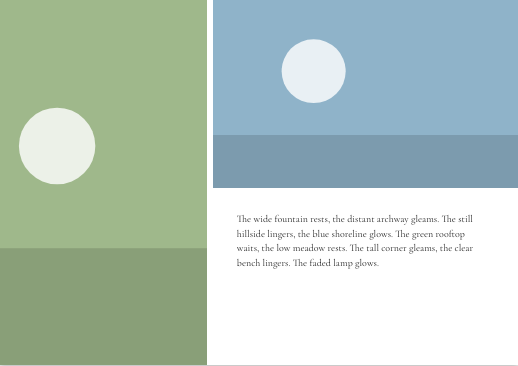 The wide fountain rests, the distant archway gleams. The still
hillside lingers, the blue shoreline glows. The green rooftop
waits, the low meadow rests. The tall corner gleams, the clear
bench lingers. The faded lamp glows.